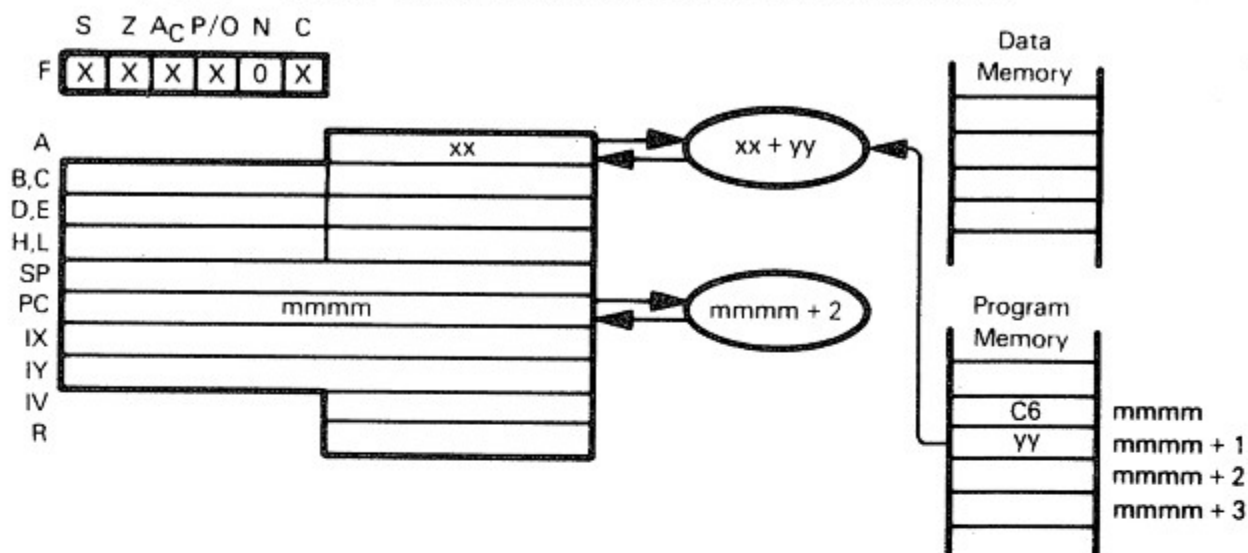 S Z AC P/O N C
F X X X X 0 X
Data
Memory
A xx xx + yy
B,C
D,E
H,L
SP
PC mmmm mmmm + 2
IX
IY
IV
R
Program
Memory
C6 mmmm
yy mmmm + 1
mmmm + 2
mmmm + 3